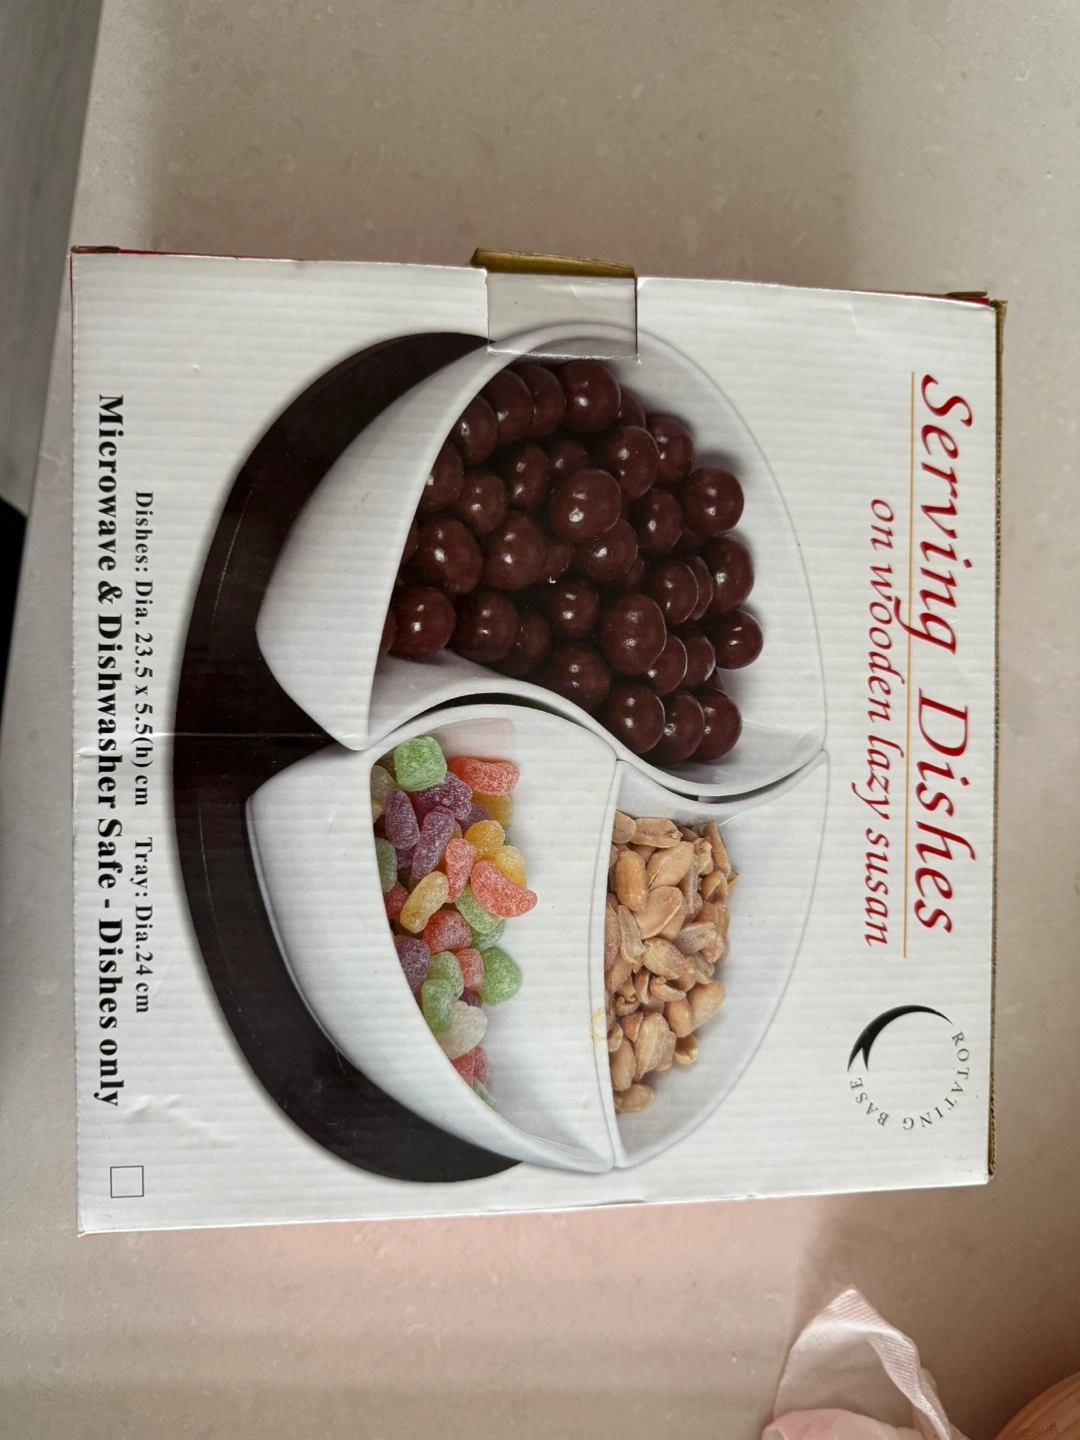 Serving Dishes
on wooden lazy susan
ROTATING BASE
Dishes: Dia. 23.5 x 5.5(h) cm Tray: Dia.24 cm
Microwave & Dishwasher Safe - Dishes only